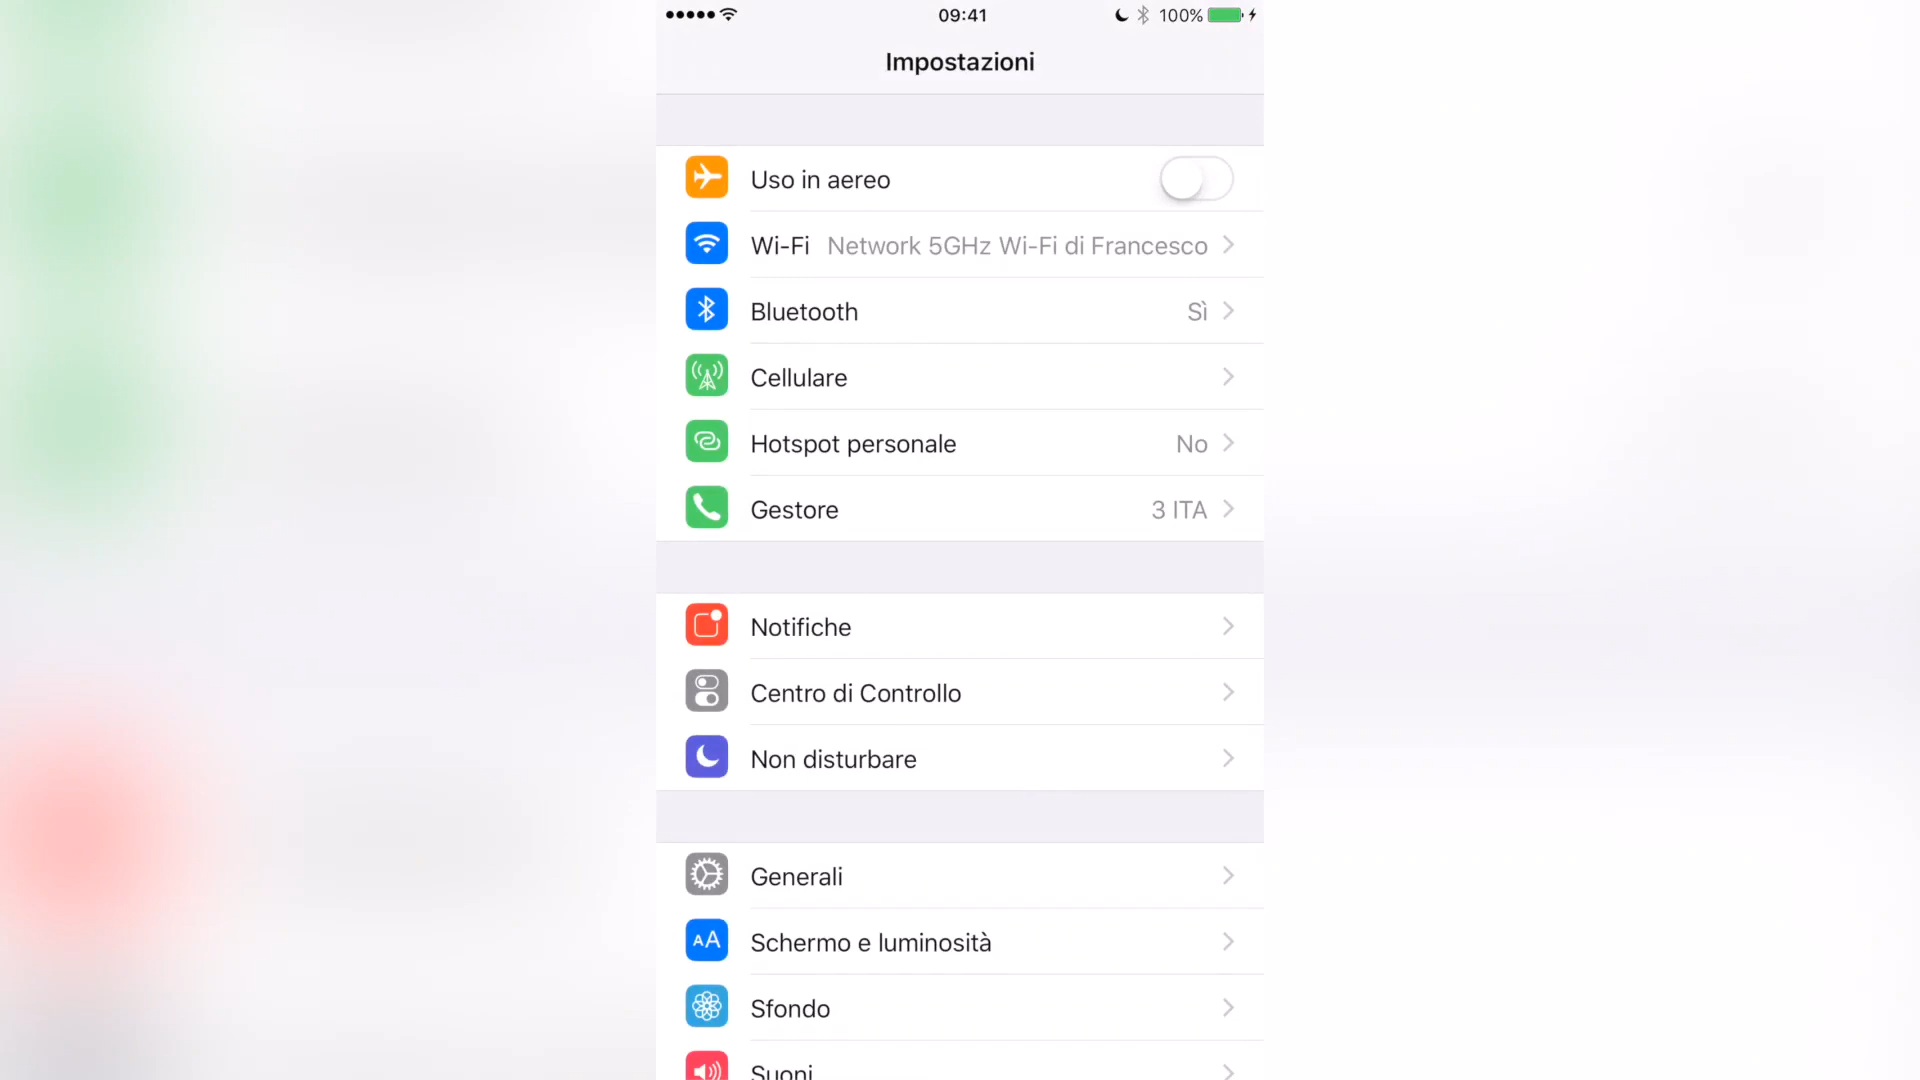 09:41
100%
Impostazioni
Uso in aereo
Wi-Fi Network 5GHz Wi-Fi di Francesco
Bluetooth Sì
Cellulare
Hotspot personale No
Gestore 3 ITA
Notifiche
Centro di Controllo
Non disturbare
Generali
AA Schermo e luminosità
Sfondo
Suoni